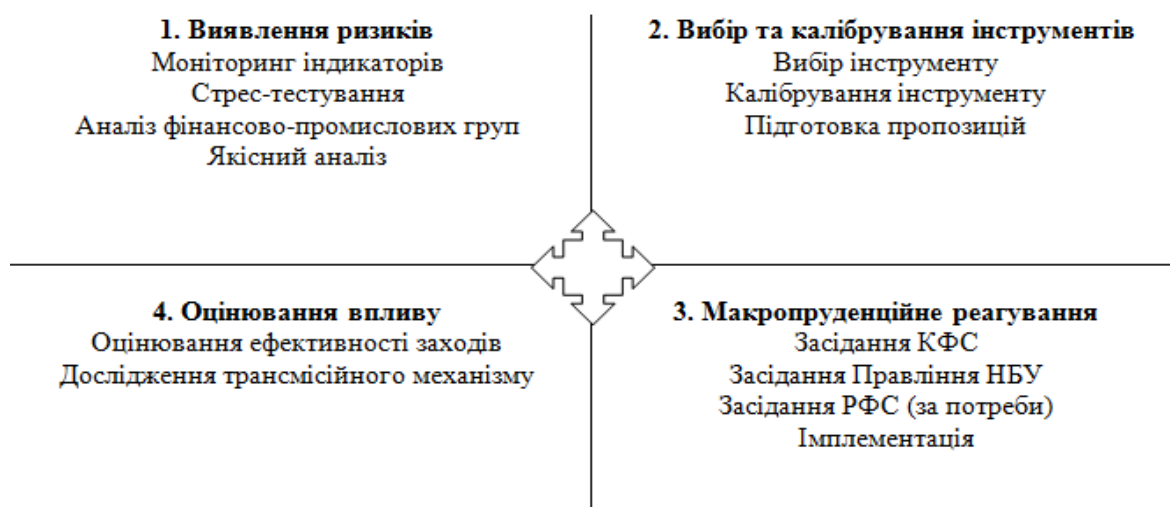 1. Виявлення ризиків
Моніторинг індикаторів
Стрес-тестування
Аналіз фінансово-промислових груп
Якісний аналіз
2. Вибір та калібрування інструментів
Вибір інструменту
Калібрування інструменту
Підготовка пропозицій
4. Оцінювання впливу
Оцінювання ефективності заходів
Дослідження трансмісійного механізму
3. Макропруденційне реагування
Засідання КФС
Засідання Правління НБУ
Засідання РФС (за потреби)
Імплементація